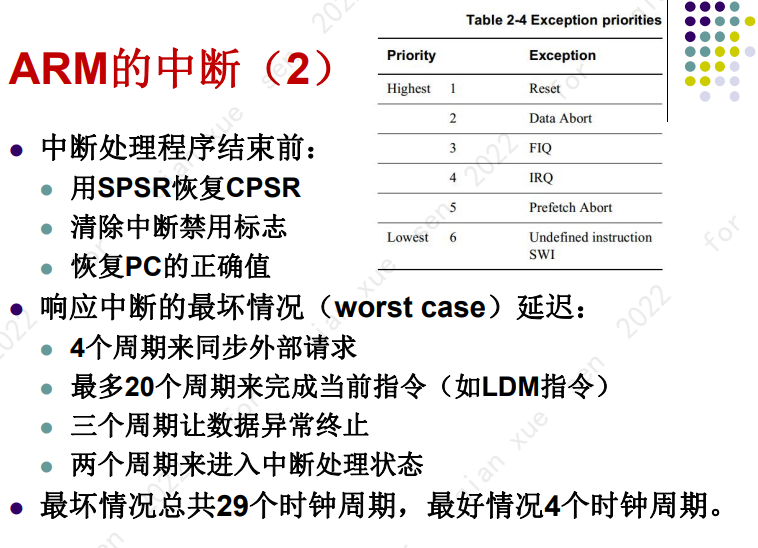 Table 2-4 Exception priorities
ARM的中断（2）
Priority Exception
Highest 1 Reset
2 Data Abort
3 FIQ
4 IRQ
5 Prefetch Abort
Lowest 6 Undefined instruction
SWI
中断处理程序结束前：
用SPSR恢复CPSR
清除中断禁用标志
恢复PC的正确值
响应中断的最坏情况（worst case）延迟：
4个周期来同步外部请求
最多20个周期来完成当前指令（如LDM指令）
三个周期让数据异常终止
两个周期来进入中断处理状态
最坏情况总共29个时钟周期，最好情况4个时钟周期。